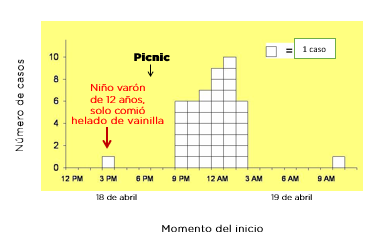 = 1 caso
Picnic
Niño varón
de 12 años,
solo comió
helado de vainilla
Número de casos
10
8
6
4
2
0
12 PM 3 PM 6 PM 9 PM 12 AM 3 AM 6 AM 9 AM
18 de abril 19 de abril
Momento del inicio